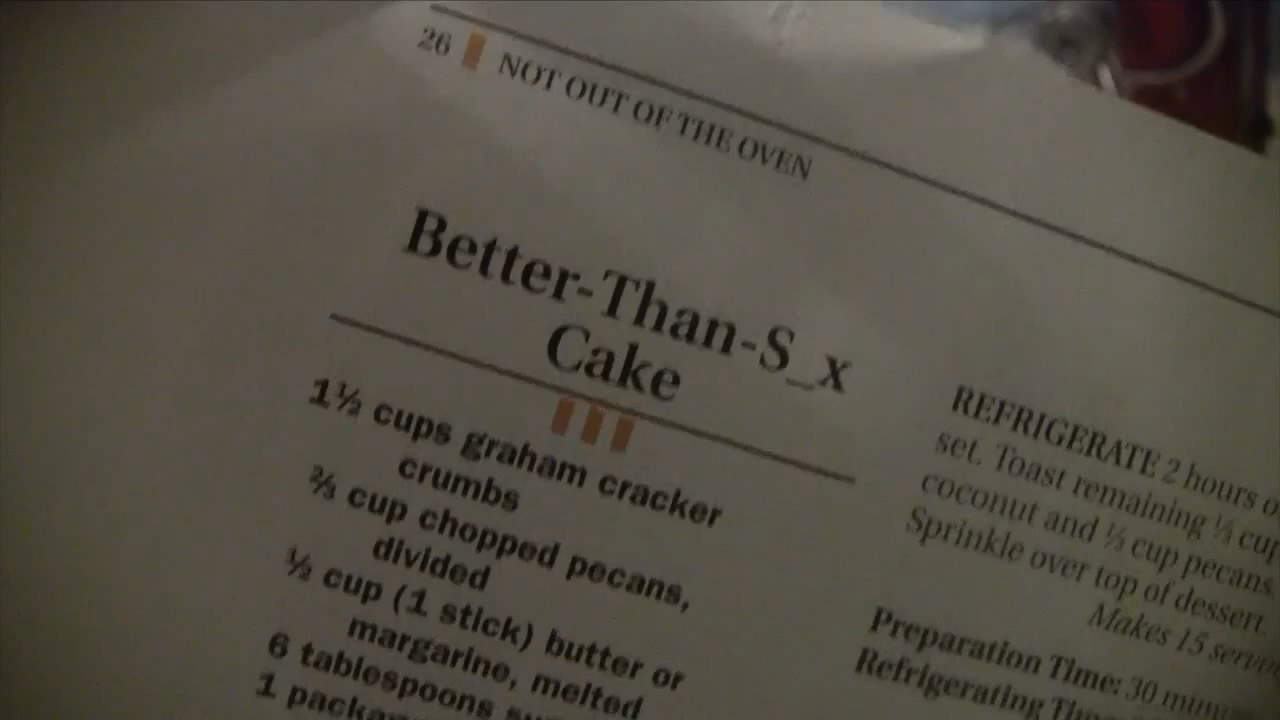 26 NOT OUT OF THE OVEN
Better-Than-S_x
Cake
1½ cups graham cracker
crumbs
⅔ cup chopped pecans,
divided
½ cup (1 stick) butter or
margarine, melted
6 tablespoons
1
REFRIGERATE 2 hours
set. Toast remaining ⅓ cup
coconut and ⅓ cup pecans.
Sprinkle over top of dessert.
Makes 15
Preparation Time: 30
Refrigerating